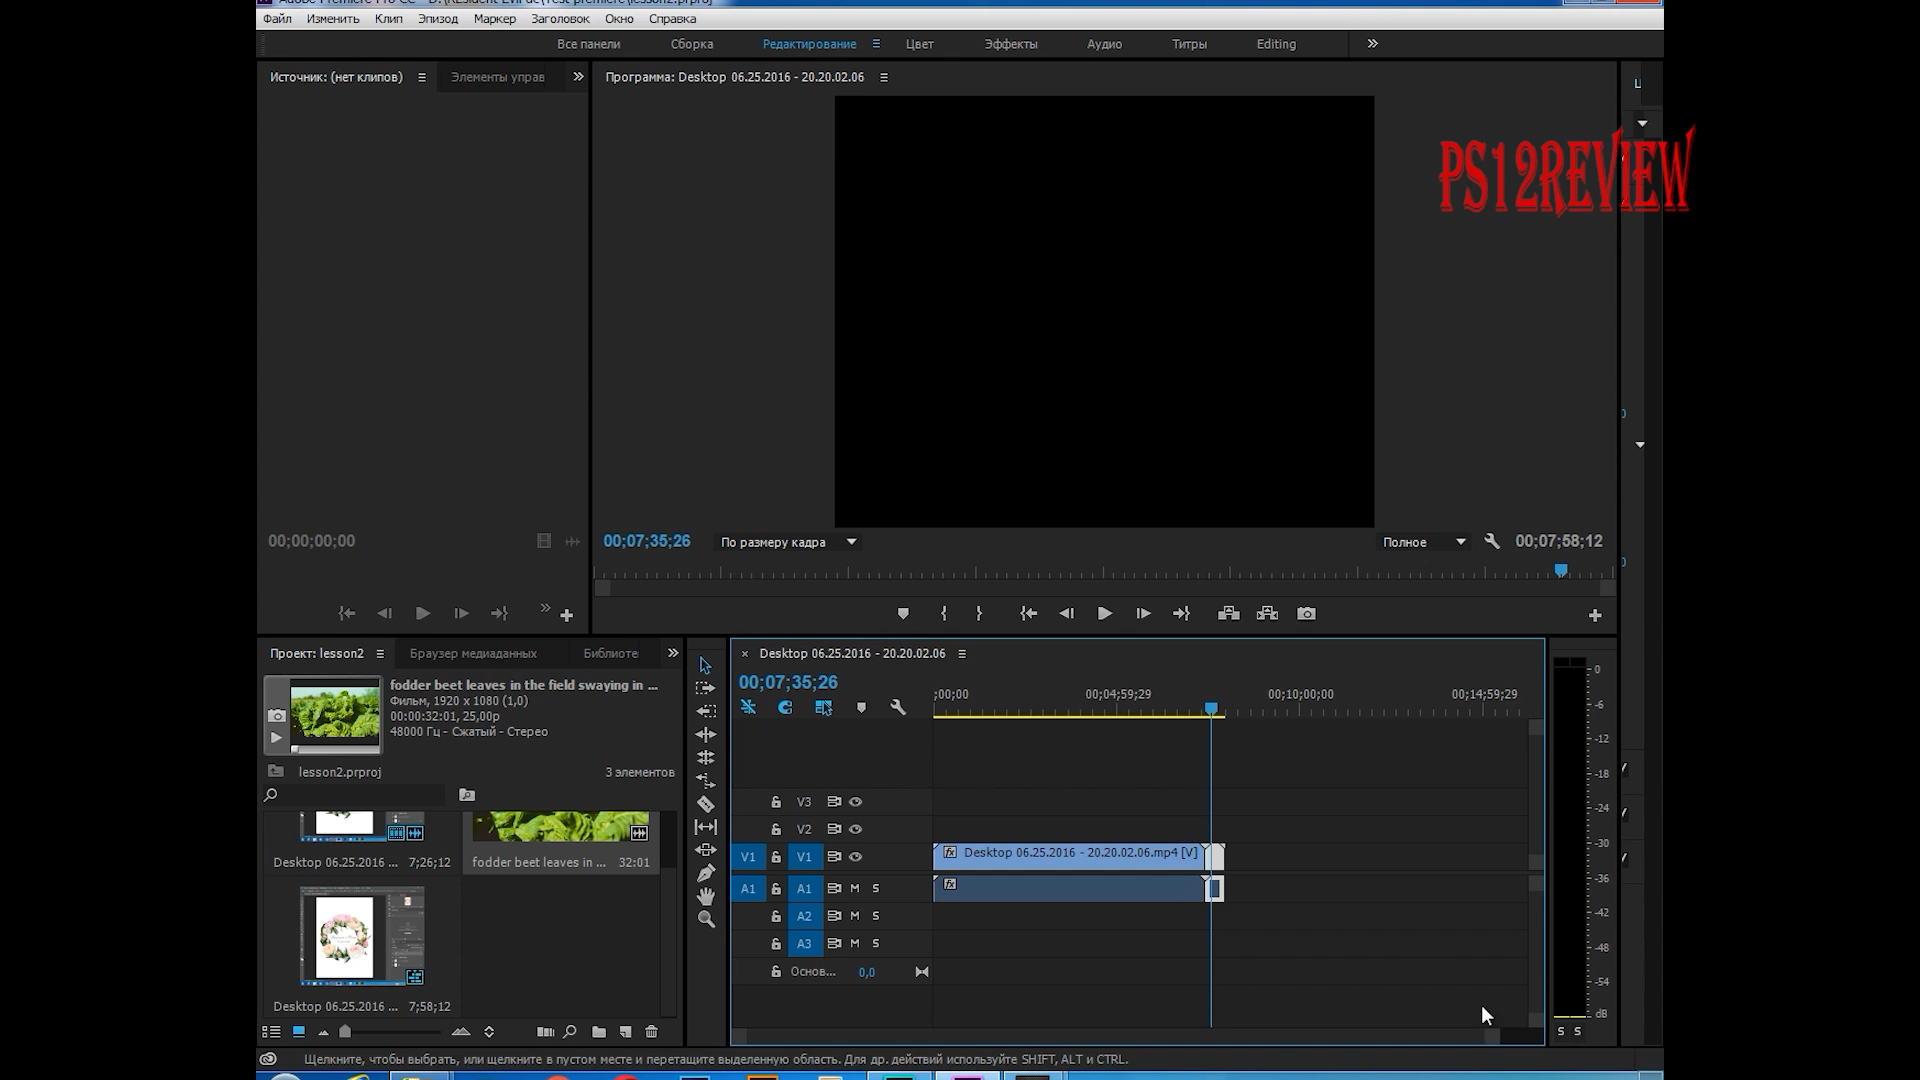 Файл Изменить Клип Эпизод Маркер Заголовок Окно Справка
Все панели Сборка Редактирование Цвет Эффекты Аудио Титры Editing
Источник: (нет клипов) Элементы управ
Программа: Desktop 06.25.2016 - 20.20.02.06
PS12REVIEW
00;00;00;00
00;07;35;26 По размеру кадра Полное 00;07;58;12
Проект: lesson2 Браузер медиаданных Библиоте
fodder beet leaves in the field swaying in ...
Фильм, 1920 x 1080 (1,0)
00:00:32:01, 25,00p
48000 Гц - Сжатый - Стерео
lesson2.prproj 3 элементов
Desktop 06.25.2016 ... 7;26;12
fodder beet leaves in ... 32:01
Desktop 06.25.2016 ... 7;58;12
Desktop 06.25.2016 - 20.20.02.06
00;07;35;26
;00;00 00;04;59;29 00;10;00;00 00;14;59;29
V3
V2
V1 V1 fx Desktop 06.25.2016 - 20.20.02.06.mp4 [V]
A1 A1 M S fx
A2 M S
A3 M S
Основ... 0,0
0
-6
-12
-18
-24
-30
-36
-42
-48
-54
dB
S S
Щелкните, чтобы выбрать, или щелкните в пустом месте и перетащите выделенную область. Для др. действий используйте SHIFT, ALT и CTRL.